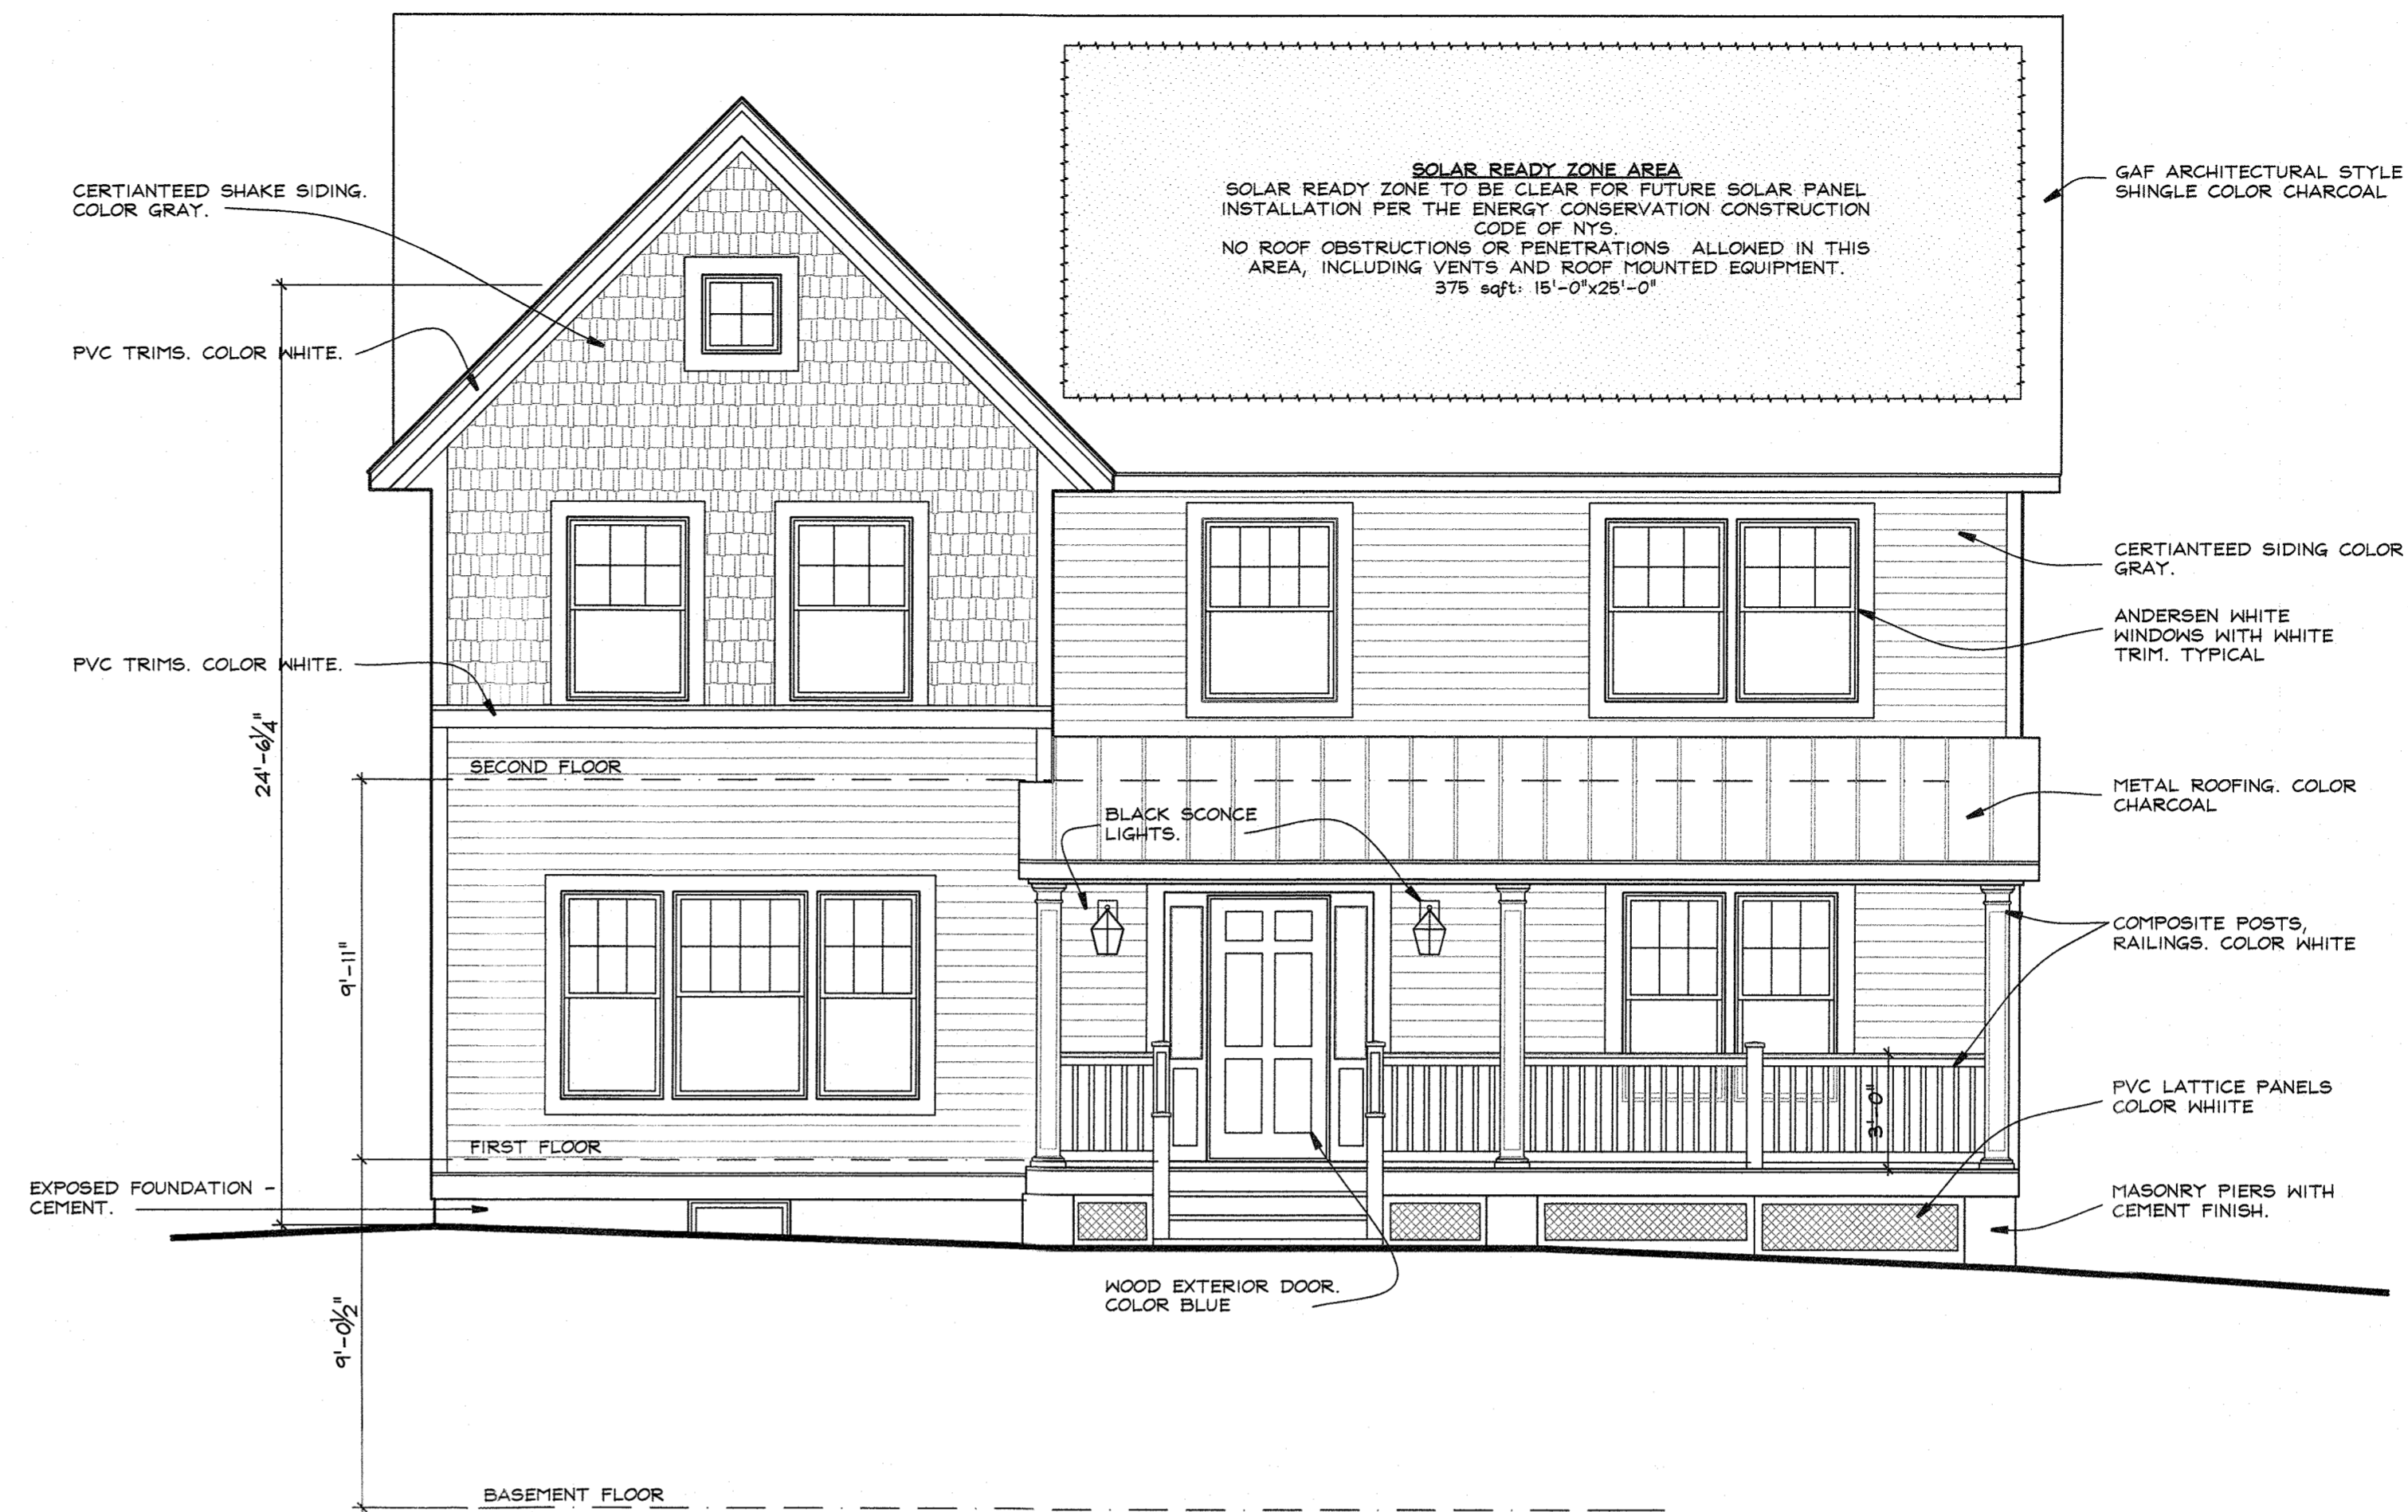 SOLAR READY ZONE AREA
SOLAR READY ZONE TO BE CLEAR FOR FUTURE SOLAR PANEL
INSTALLATION PER THE ENERGY CONSERVATION CONSTRUCTION
CODE OF NYS.
NO ROOF OBSTRUCTIONS OR PENETRATIONS ALLOWED IN THIS
AREA, INCLUDING VENTS AND ROOF MOUNTED EQUIPMENT.
375 sqft: 15'-0"x25'-0"
GAF ARCHITECTURAL STYLE
SHINGLE COLOR CHARCOAL
CERTIANTEED SHAKE SIDING.
COLOR GRAY.
PVC TRIMS. COLOR WHITE.
CERTIANTEED SIDING COLOR
GRAY.
ANDERSEN WHITE
WINDOWS WITH WHITE
TRIM. TYPICAL
PVC TRIMS. COLOR WHITE.
24'-6¼"
SECOND FLOOR
METAL ROOFING. COLOR
CHARCOAL
BLACK SCONCE
LIGHTS.
9'-11"
COMPOSITE POSTS,
RAILINGS. COLOR WHITE
3'-0"
PVC LATTICE PANELS
COLOR WHIITE
FIRST FLOOR
EXPOSED FOUNDATION -
CEMENT.
MASONRY PIERS WITH
CEMENT FINISH.
WOOD EXTERIOR DOOR.
COLOR BLUE
9'-0½"
BASEMENT FLOOR